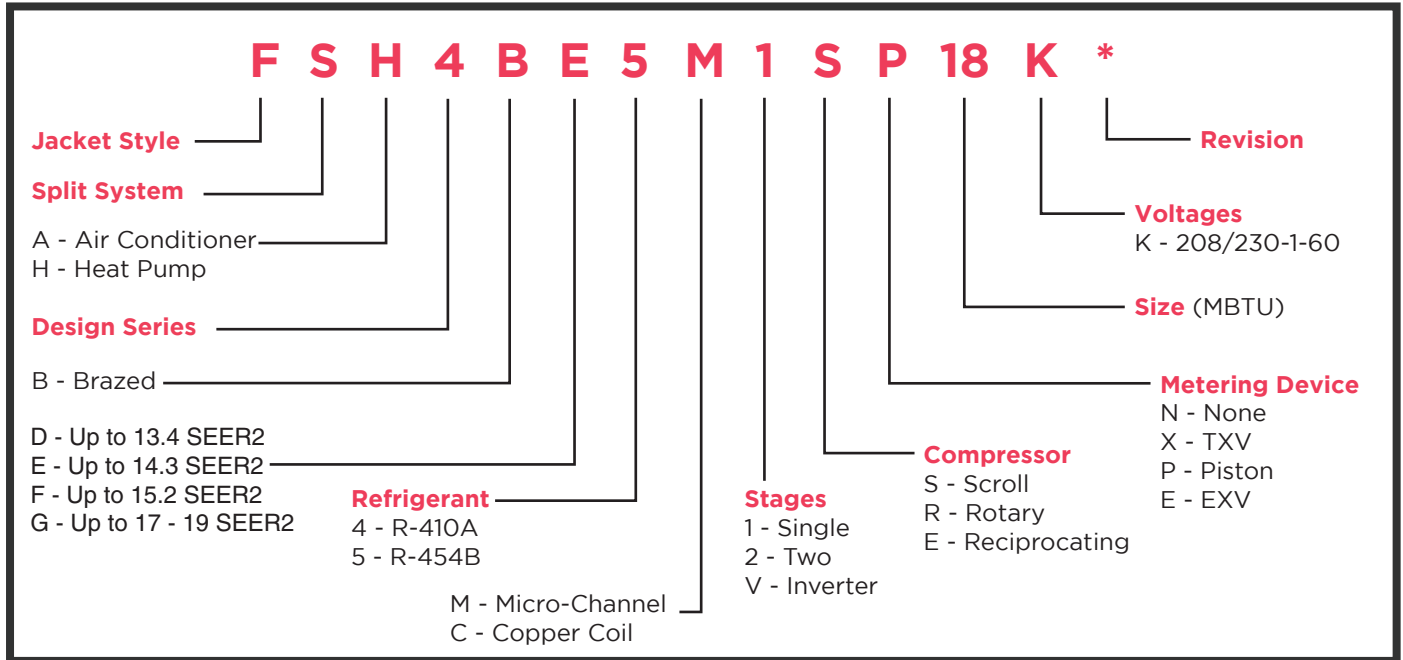 F S H 4 B E 5 M 1 S P 18 K *
Jacket Style
Split System
A - Air Conditioner
H - Heat Pump
Design Series
B - Brazed
D - Up to 13.4 SEER2
E - Up to 14.3 SEER2
F - Up to 15.2 SEER2
G - Up to 17 - 19 SEER2
Refrigerant
4 - R-410A
5 - R-454B
M - Micro-Channel
C - Copper Coil
Stages
1 - Single
2 - Two
V - Inverter
Compressor
S - Scroll
R - Rotary
E - Reciprocating
Metering Device
N - None
X - TXV
P - Piston
E - EXV
Size (MBTU)
Voltages
K - 208/230-1-60
Revision